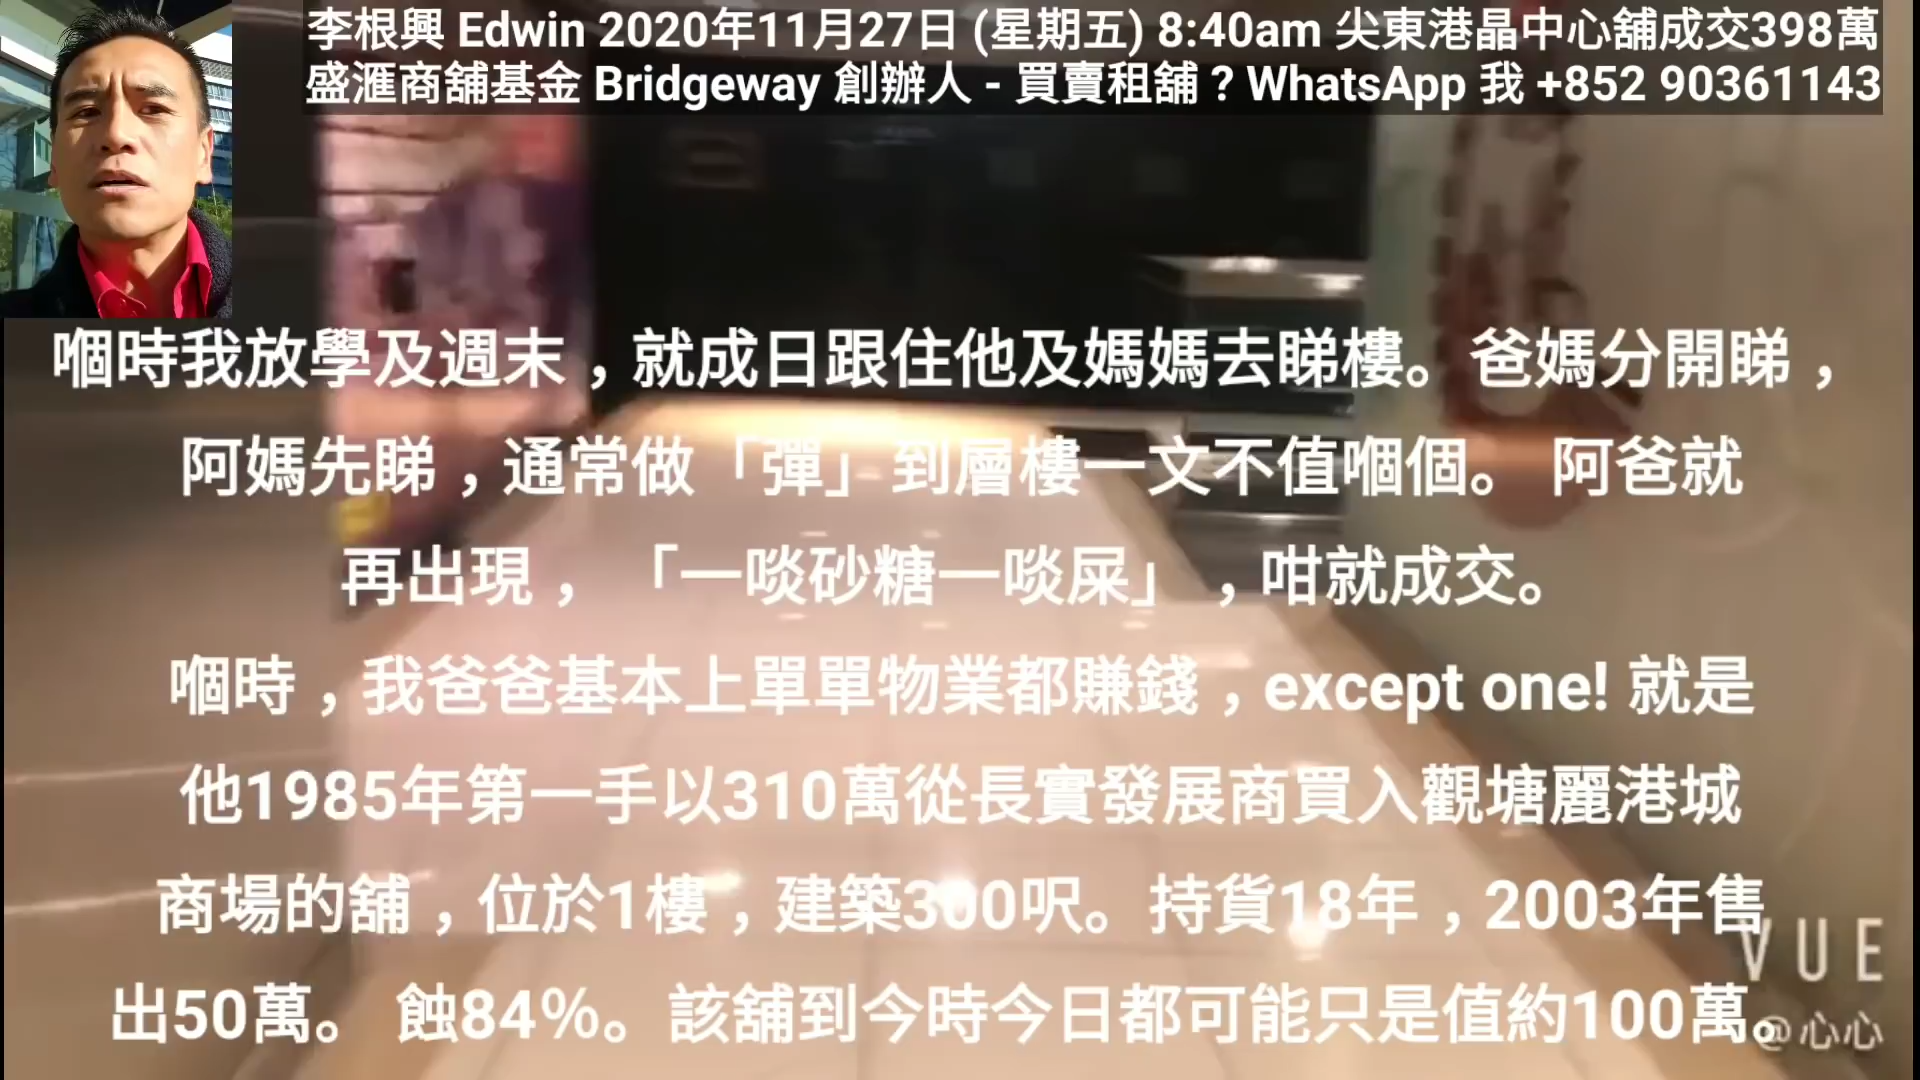 李根興 Edwin 2020年11月27日 (星期五) 8:40am 尖東港晶中心舖成交398萬
盛滙商舖基金 Bridgeway 創辦人 - 買賣租舖？WhatsApp 我 +852 90361143
嗰時我放學及週末，就成日跟住他及媽媽去睇樓。爸媽分開睇，
阿媽先睇，通常做「彈」到層樓一文不值嗰個。 阿爸就
再出現，「一啖砂糖一啖屎」，咁就成交。
嗰時，我爸爸基本上單單物業都賺錢，except one! 就是
他1985年第一手以310萬從長實發展商買入觀塘麗港城
商場的舖，位於1樓，建築300呎。持貨18年，2003年售
出50萬。 蝕84%。該舖到今時今日都可能只是值約100萬。
VUE
@心心